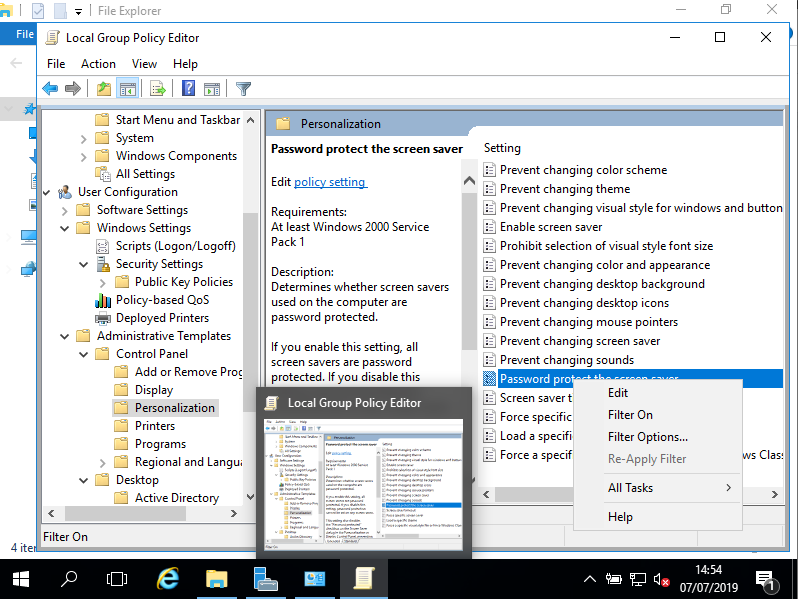 File Explorer
File
Local Group Policy Editor
File Action View Help
Start Menu and Taskbar
System
Windows Components
All Settings
User Configuration
Software Settings
Windows Settings
Scripts (Logon/Logoff)
Security Settings
Public Key Policies
Policy-based QoS
Deployed Printers
Administrative Templates
Control Panel
Add or Remove Prog
Display
Personalization
Printers
Programs
Regional and Langua
Desktop
Active Directory
Personalization
Password protect the screen saver
Edit policy setting
Requirements:
At least Windows 2000 Service
Pack 1
Description:
Determines whether screen savers
used on the computer are
password protected.
If you enable this setting, all
screen savers are password
protected. If you disable this
Setting
Prevent changing color scheme
Prevent changing theme
Prevent changing visual style for windows and button
Enable screen saver
Prohibit selection of visual style font size
Prevent changing color and appearance
Prevent changing desktop background
Prevent changing desktop icons
Prevent changing mouse pointers
Prevent changing screen saver
Prevent changing sounds
Password protect the screen saver
Screen saver t
Force specific
Load a specifi
Force a specif
ws Clas
Edit
Filter On
Filter Options...
Re-Apply Filter
All Tasks
Help
Local Group Policy Editor
Filter On
4 iter
14:54
07/07/2019
1